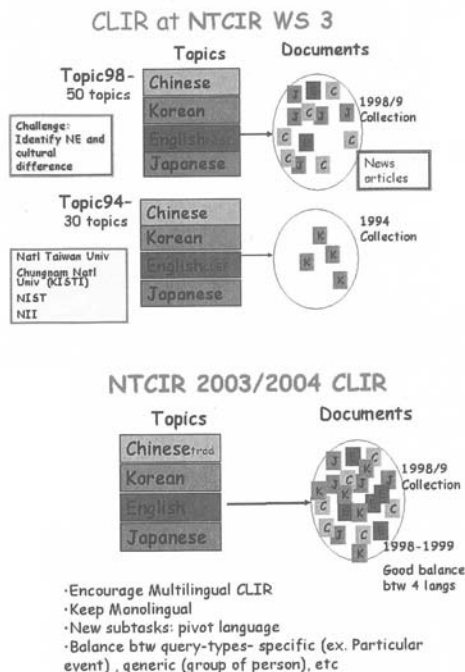 CLIR at NTCIR WS 3
Topics
Documents
Topic98-
50 topics
Chinese
Korean
English
Japanese
Challenge:
Identify NE and
cultural
difference
1998/9
Collection
News
articles
J
C
J
C
J
J
C
C
C
J
C
Topic94-
30 topics
Chinese
Korean
English
Japanese
Natl Taiwan Univ
Chungnam Natl
Univ (KISTI)
NIST
NII
1994
Collection
K
K
K
K
NTCIR 2003/2004 CLIR
Topics
Documents
Chinese trad
Korean
English
Japanese
1998/9
Collection
J
C
K
J
C
J
K
K
C
K
C
C
J
C
K
1998-1999
Good balance
btw 4 langs
·Encourage Multilingual CLIR
·Keep Monolingual
·New subtasks: pivot language
·Balance btw query-types- specific (ex. Particular
event) , generic (group of person), etc